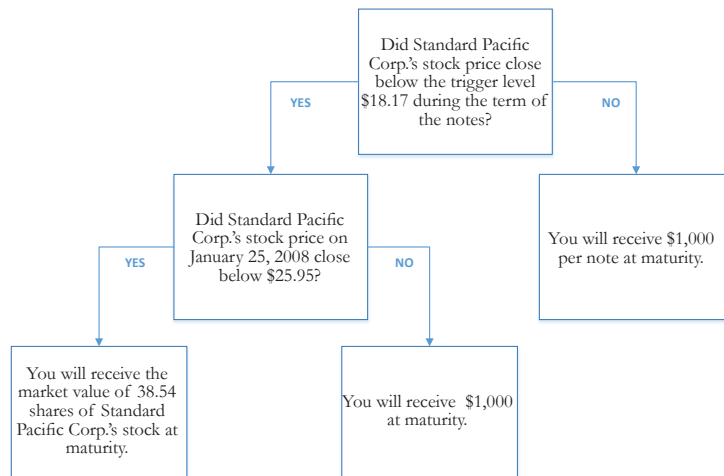 Did Standard Pacific
Corp.'s stock price close
below the trigger level
$18.17 during the term of
the notes?
YES
NO
Did Standard Pacific
Corp.'s stock price on
January 25, 2008 close
below $25.95?
You will receive $1,000
per note at maturity.
YES
NO
You will receive the
market value of 38.54
shares of Standard
Pacific Corp.'s stock at
maturity.
You will receive $1,000
at maturity.